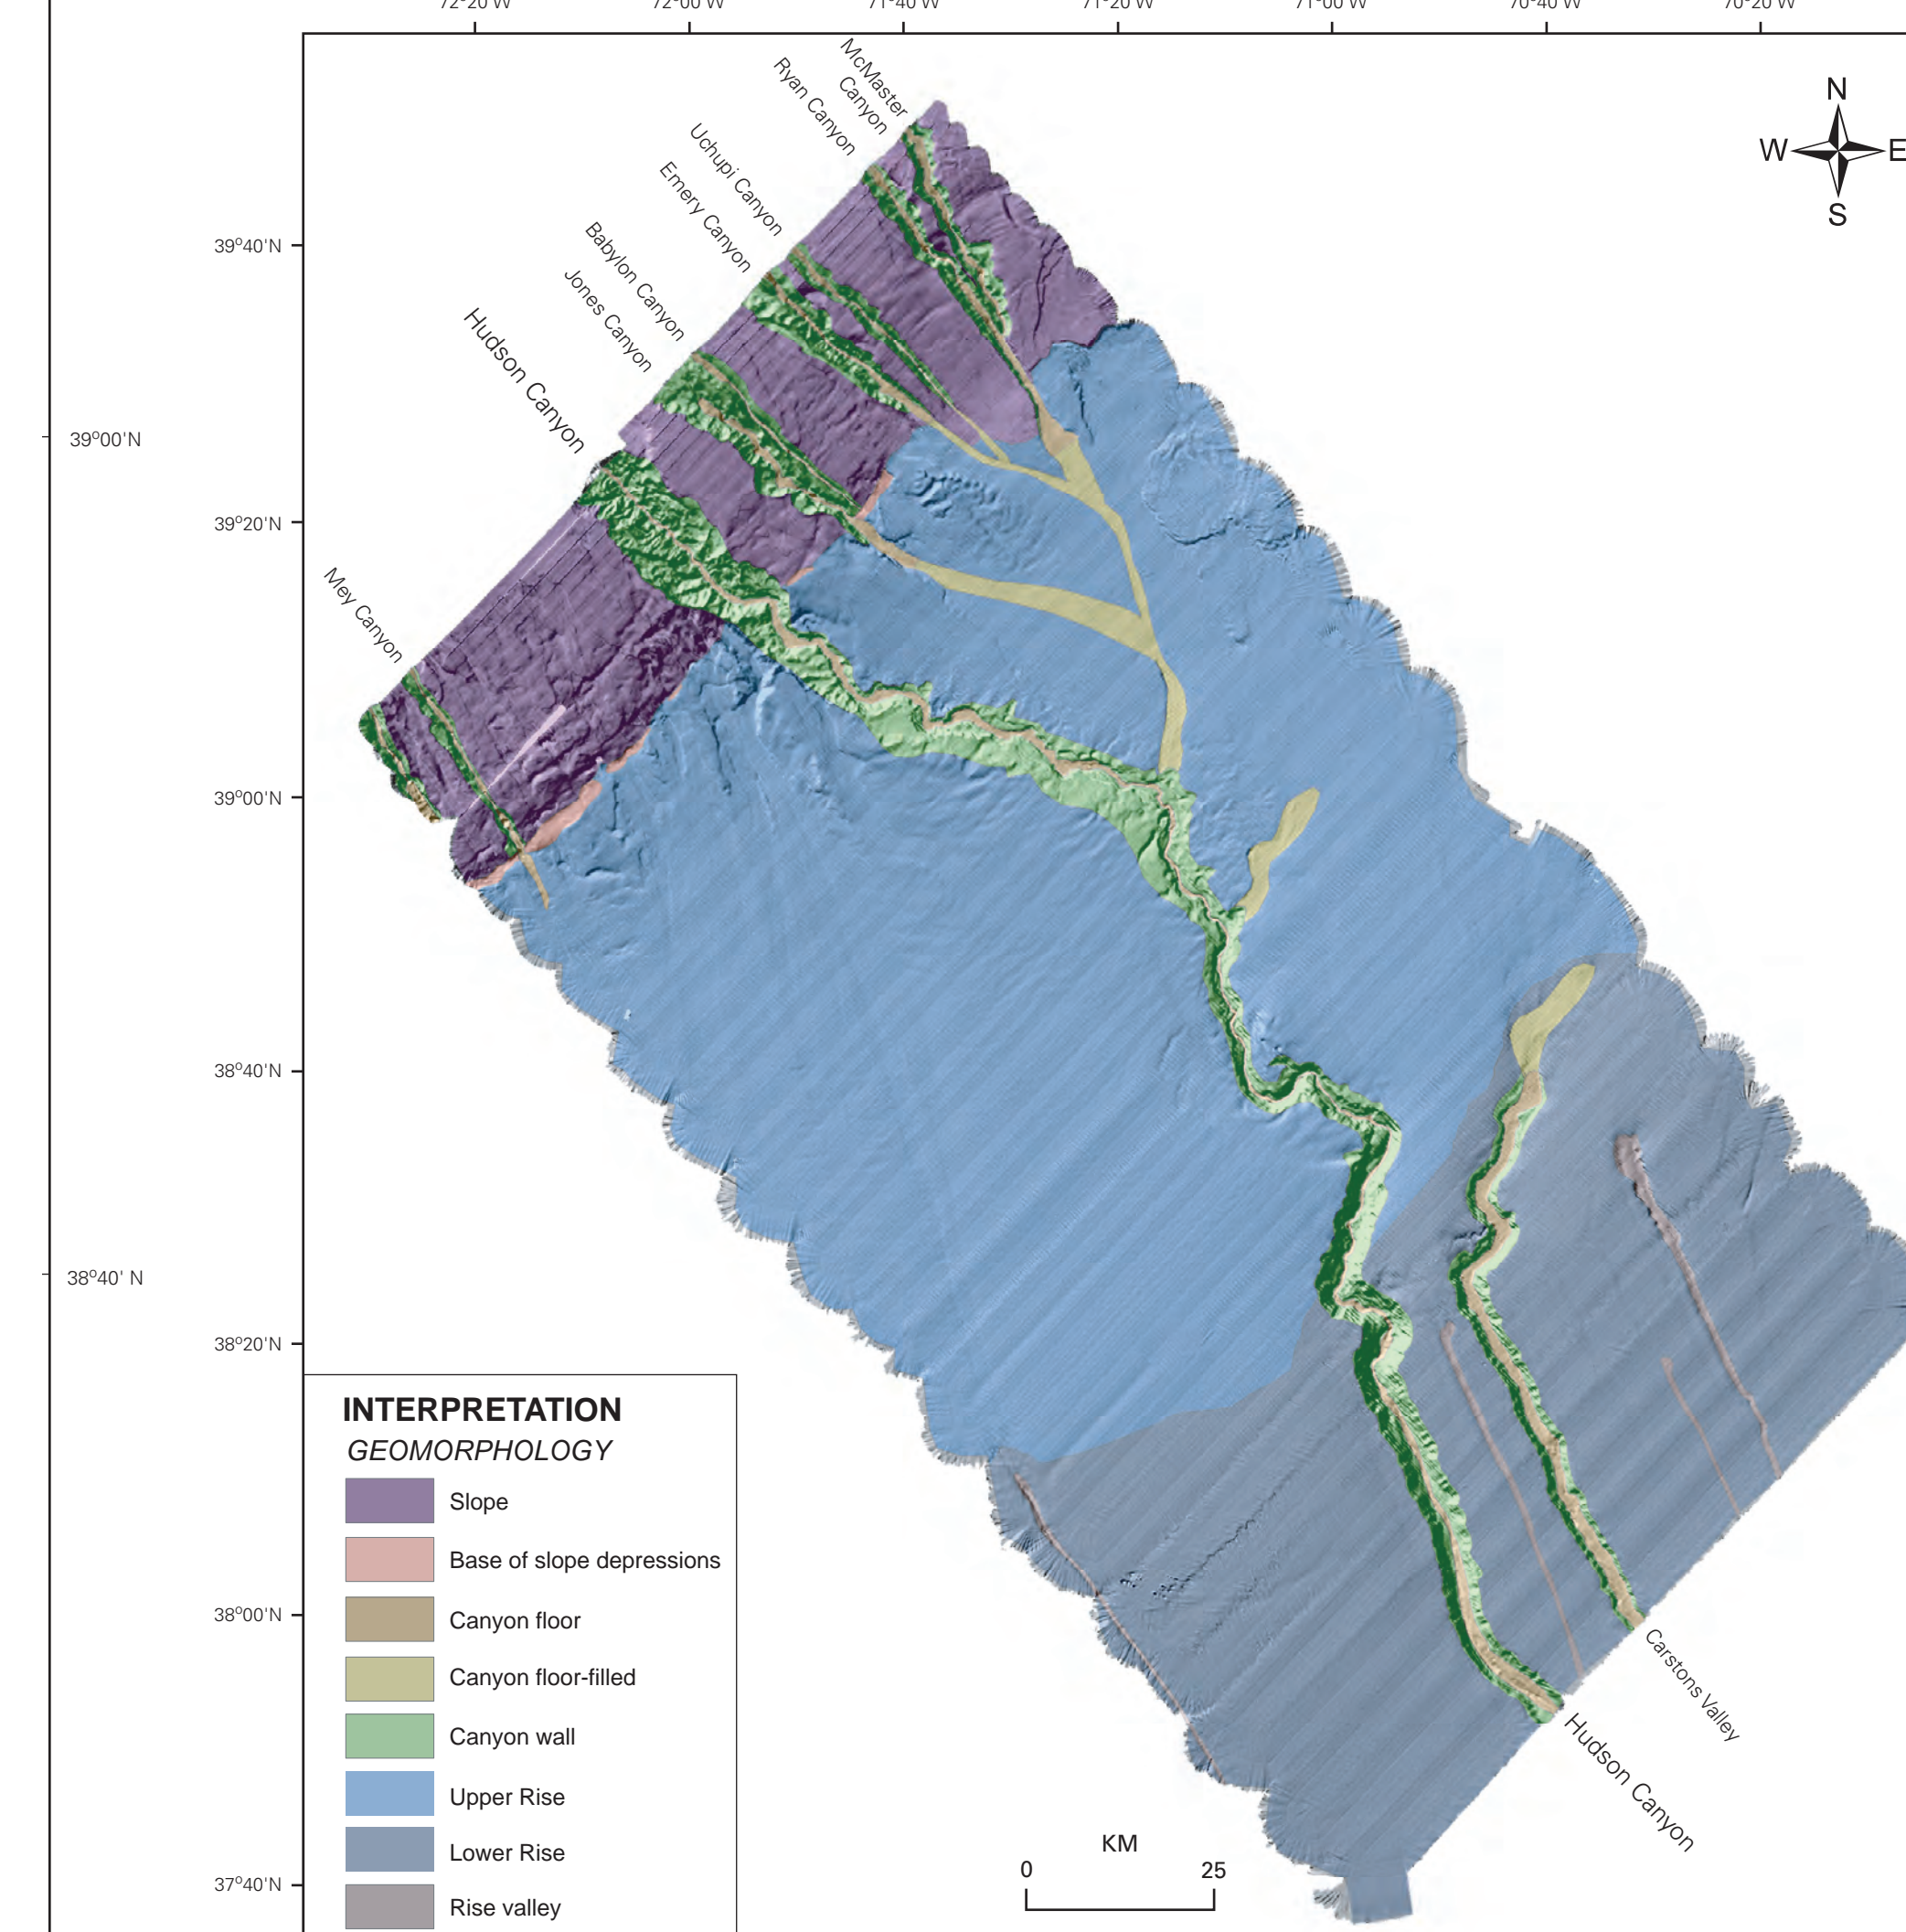 72°20'W 72°00'W 71°40'W 71°20'W 71°00'W 70°40'W 70°20'W
McMaster
Canyon
Ryan Canyon
Uchupi Canyon
Emery Canyon
Babylon Canyon
Jones Canyon
Hudson Canyon
Mey Canyon
N
W E
S
39°40'N
39°00'N
39°20'N
39°00'N
38°40'N
38°40' N
38°20'N
38°00'N
37°40'N
INTERPRETATION
GEOMORPHOLOGY
Slope
Base of slope depressions
Canyon floor
Canyon floor-filled
Canyon wall
Upper Rise
Lower Rise
Rise valley
Carstons Valley
Hudson Canyon
KM
0 25